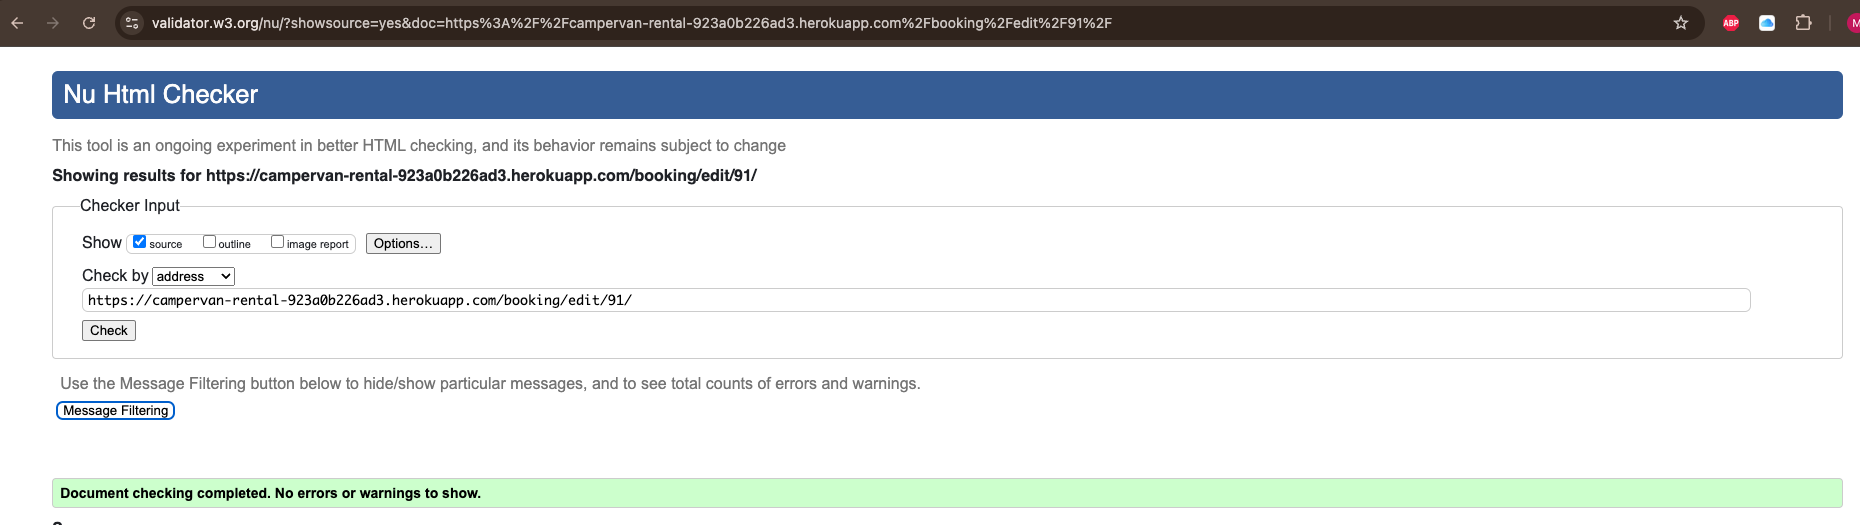 validator.w3.org/nu/?showsource=yes&doc=https%3A%2F%2Fcampervan-rental-923a0b226ad3.herokuapp.com%2Fbooking%2Fedit%2F91%2F
ABP
M
Nu Html Checker
This tool is an ongoing experiment in better HTML checking, and its behavior remains subject to change
Showing results for https://campervan-rental-923a0b226ad3.herokuapp.com/booking/edit/91/
Checker Input
Show source outline image report Options...
Check by address
https://campervan-rental-923a0b226ad3.herokuapp.com/booking/edit/91/
Check
Use the Message Filtering button below to hide/show particular messages, and to see total counts of errors and warnings.
Message Filtering
Document checking completed. No errors or warnings to show.